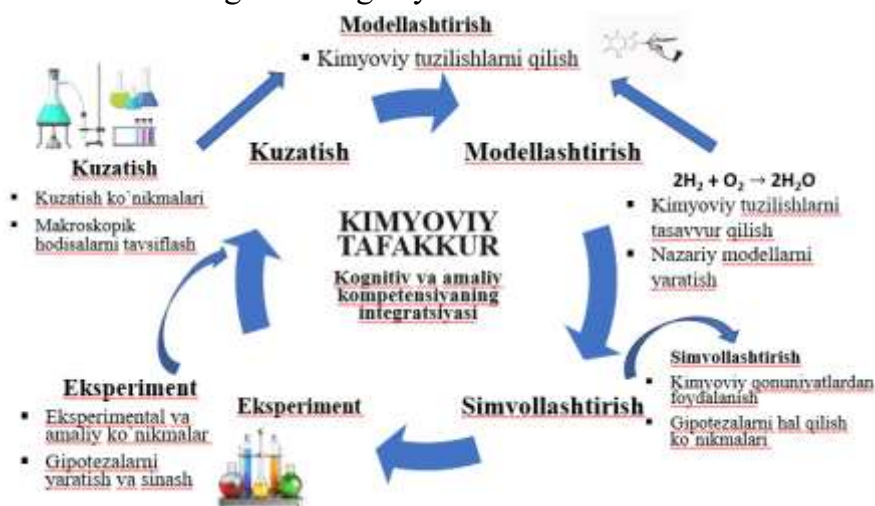 Modellashtirish
▪ Kimyoviy tuzilishlarni qilish
Kuzatish
▪ Kuzatish ko`nikmalari
▪ Makroskopik
hodisalarni tavsiflash
Kuzatish
Modellashtirish
2H₂ + O₂ → 2H₂O
▪ Kimyoviy tuzilishlarni
tasavvur qilish
▪ Nazariy modellarni
yaratish
KIMYOVIY
TAFAKKUR
Kognitiv va amaliy
kompetensiyaning
integratsiyasi
Simvollashtirish
▪ Kimyoviy qonuniyatlardan
foydalanish
▪ Gipotezalarni hal qilish
ko`nikmalari
Eksperiment
▪ Eksperimental va
amaliy ko`nikmalar
▪ Gipotezalarni
yaratish va sinash
Eksperiment
Simvollashtirish